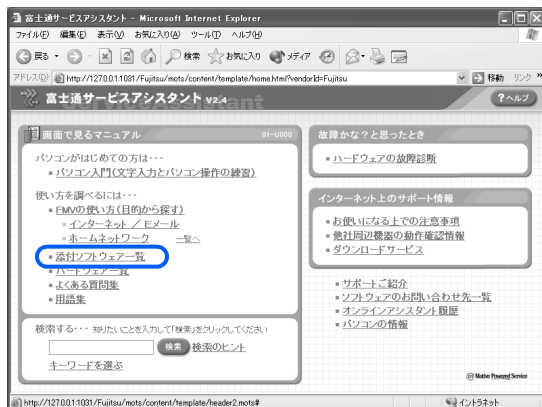 富士通サービスアシスタント - Microsoft Internet Explorer
ファイル(F) 編集(E) 表示(V) お気に入り(A) ツール(T) ヘルプ(H)
戻る 検索 お気に入り メディア
アドレス(D) http://127.0.0.1:1031/Fujitsu/mots/content/template/home.html?vendorId=Fujitsu 移動 リンク »
富士通サービスアシスタント V2.4 ?ヘルプ
画面で見るマニュアル 01-U000
パソコンがはじめての方は・・・
パソコン入門(文字入力とパソコン操作の練習)
使い方を調べるには・・・
FMVの使い方(目的から探す)
インターネット / Eメール
ホームネットワーク 一覧へ
添付ソフトウェア一覧
ハードウェア一覧
よくある質問集
用語集
検索する・・・ 知りたいことを入力して「検索」をクリックしてください
検索 検索のヒント
キーワードを選ぶ
故障かな?と思ったとき
ハードウェアの故障診断
インターネット上のサポート情報
お使いになる上での注意事項
他社周辺機器の動作確認情報
ダウンロードサービス
サポートご紹介
ソフトウェアのお問い合わせ先一覧
オンラインアシスタント履歴
パソコンの情報
Motive Powered Service
http://127.0.0.1:1031/Fujitsu/mots/content/template/header2.mots# イントラネット